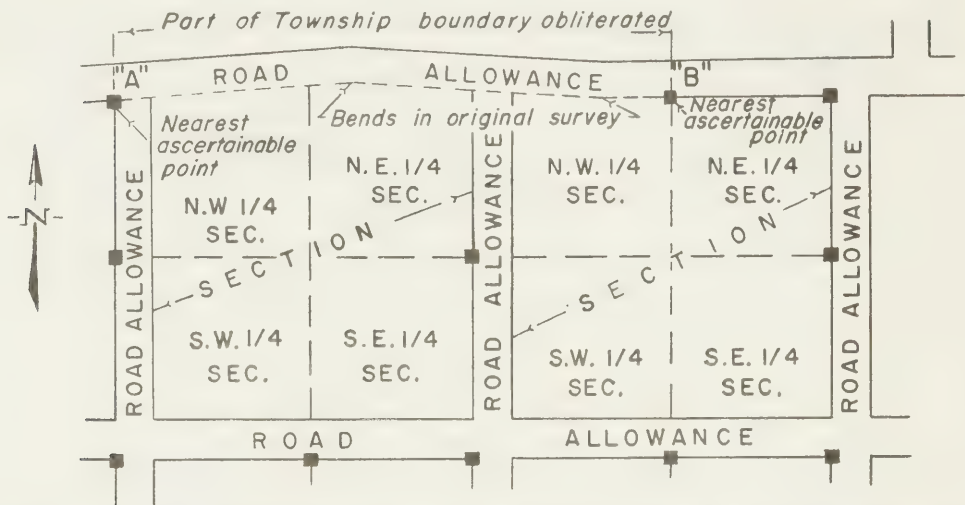 Part of Township boundary obliterated
"A"
ROAD ALLOWANCE
"B"
Nearest ascertainable point
Bends in original survey
Nearest ascertainable point
N
ROAD ALLOWANCE
N.W 1/4 SEC.
N.E. 1/4 SEC.
SECTION
S.W. 1/4 SEC.
S.E. 1/4 SEC.
ROAD ALLOWANCE
N.W. 1/4 SEC.
N.E. 1/4 SEC.
SECTION
S.W. 1/4 SEC.
S.E. 1/4 SEC.
ROAD ALLOWANCE
ROAD ALLOWANCE